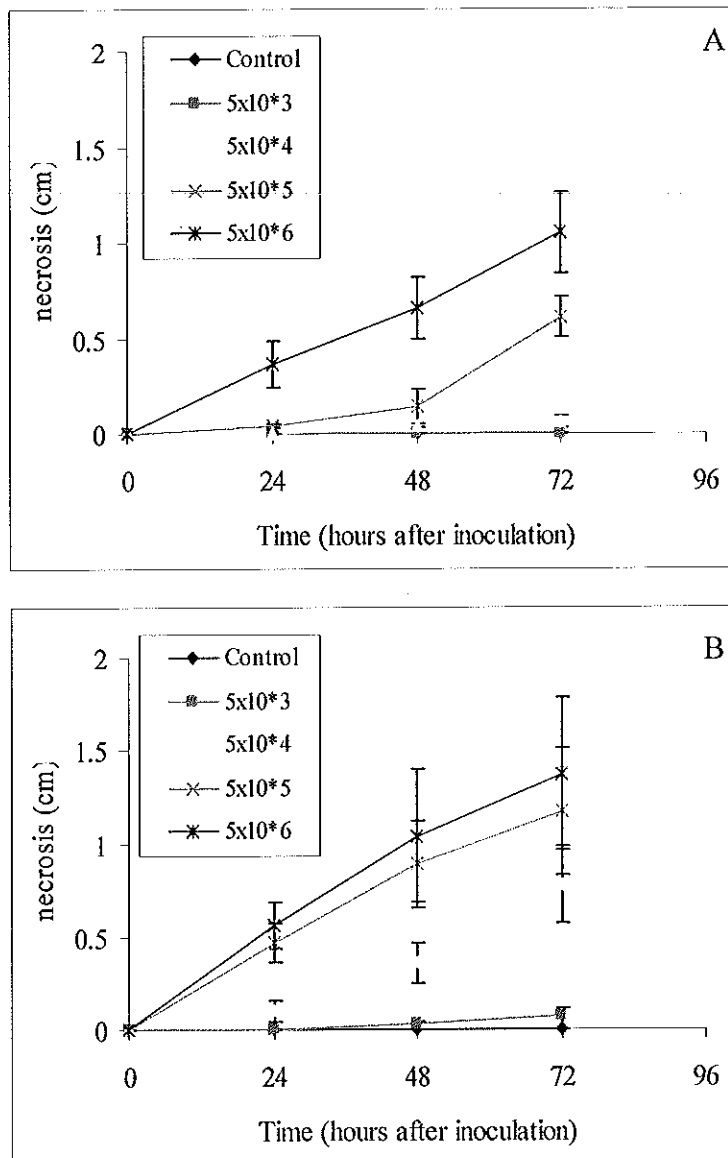 A
2
1.5
1
0.5
0
necrosis (cm)
Control
5x10*3
5x10*4
5x10*5
5x10*6
0 24 48 72 96
Time (hours after inoculation)
B
2
1.5
1
0.5
0
necrosis (cm)
Control
5x10*3
5x10*4
5x10*5
5x10*6
0 24 48 72 96
Time (hours after inoculation)